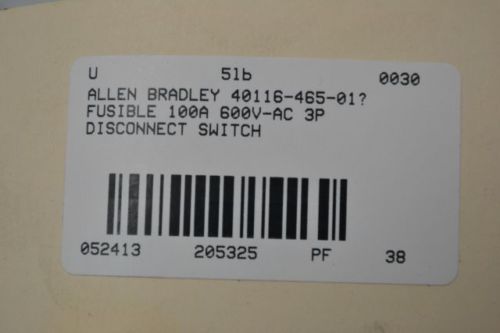 U 5lb 0030
ALLEN BRADLEY 40116-465-01?
FUSIBLE 100A 600V-AC 3P
DISCONNECT SWITCH
052413 205325 PF 38